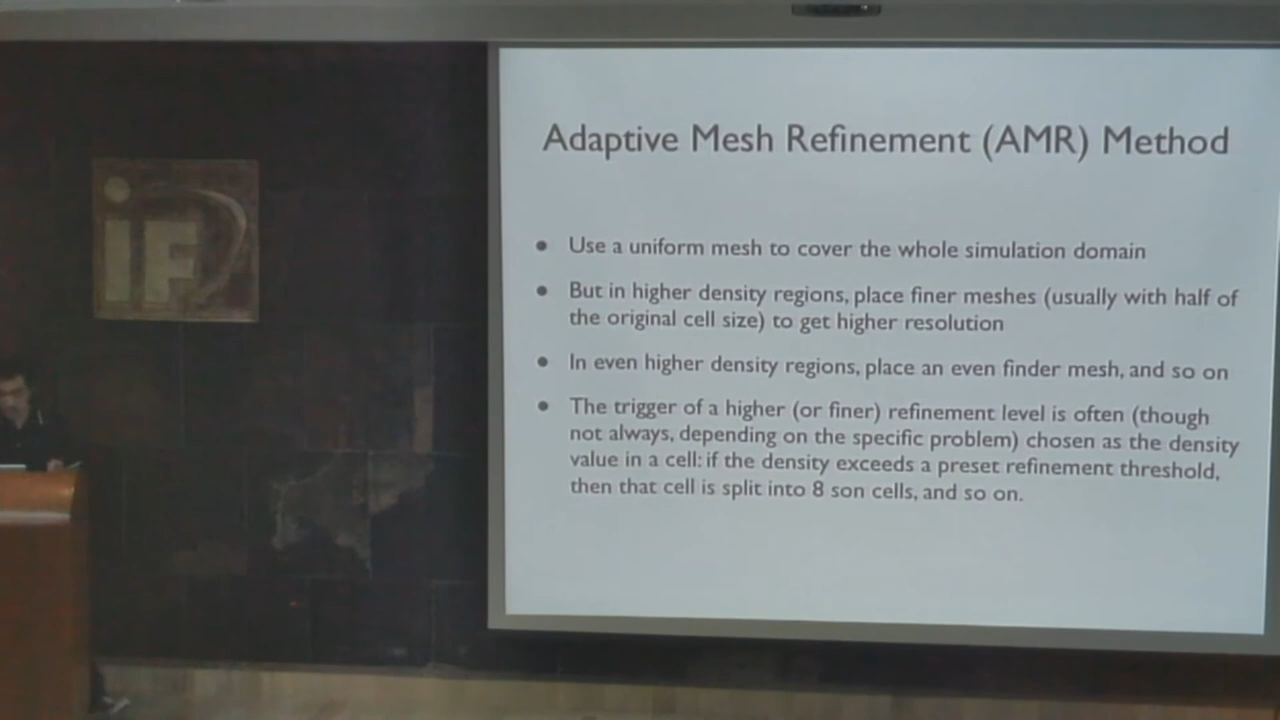 iF
Adaptive Mesh Refinement (AMR) Method
Use a uniform mesh to cover the whole simulation domain
But in higher density regions, place finer meshes (usually with half of
the original cell size) to get higher resolution
In even higher density regions, place an even finder mesh, and so on
The trigger of a higher (or finer) refinement level is often (though
not always, depending on the specific problem) chosen as the density
value in a cell: if the density exceeds a preset refinement threshold,
then that cell is split into 8 son cells, and so on.